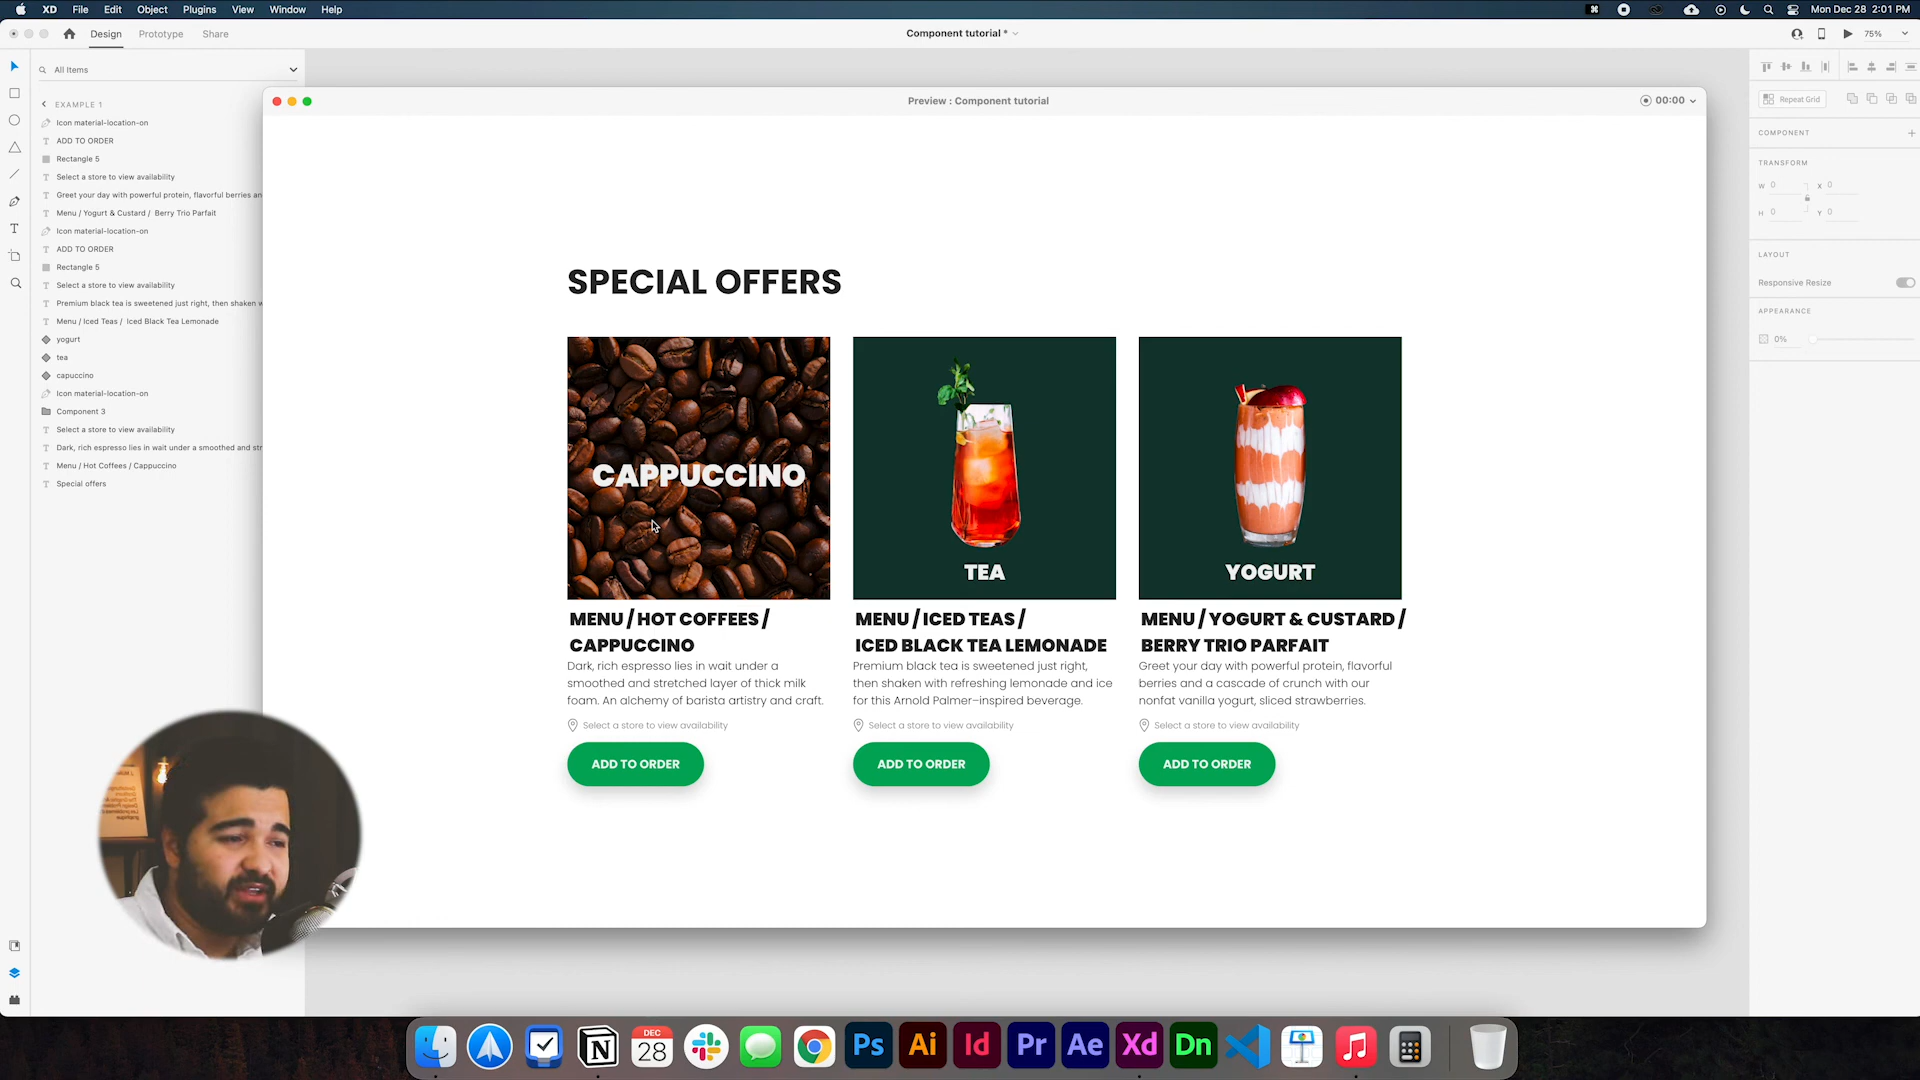 XD File Edit Object Plugins View Window Help
Mon Dec 28 2:01 PM
Design Prototype Share
Component tutorial *
75%
All Items
EXAMPLE 1
Icon material-location-on
ADD TO ORDER
Rectangle 5
Select a store to view availability
Greet your day with powerful protein, flavorful berries an
Menu / Yogurt & Custard / Berry Trio Parfait
Icon material-location-on
ADD TO ORDER
Rectangle 5
Select a store to view availability
Premium black tea is sweetened just right, then shaken w
Menu / Iced Teas / Iced Black Tea Lemonade
yogurt
tea
capuccino
Icon material-location-on
Component 3
Select a store to view availability
Dark, rich espresso lies in wait under a smoothed and str
Menu / Hot Coffees / Cappuccino
Special offers
Preview : Component tutorial
00:00
SPECIAL OFFERS
CAPPUCCINO
MENU / HOT COFFEES /
CAPPUCCINO
Dark, rich espresso lies in wait under a
smoothed and stretched layer of thick milk
foam. An alchemy of barista artistry and craft.
Select a store to view availability
ADD TO ORDER
TEA
MENU / ICED TEAS /
ICED BLACK TEA LEMONADE
Premium black tea is sweetened just right,
then shaken with refreshing lemonade and ice
for this Arnold Palmer–inspired beverage.
Select a store to view availability
ADD TO ORDER
YOGURT
MENU / YOGURT & CUSTARD /
BERRY TRIO PARFAIT
Greet your day with powerful protein, flavorful
berries and a cascade of crunch with our
nonfat vanilla yogurt, sliced strawberries.
Select a store to view availability
ADD TO ORDER
Repeat Grid
COMPONENT
TRANSFORM
W 0 X 0
H 0 Y 0
LAYOUT
Responsive Resize
APPEARANCE
0%
DEC
28
Ps Ai Id Pr Ae Xd Dn